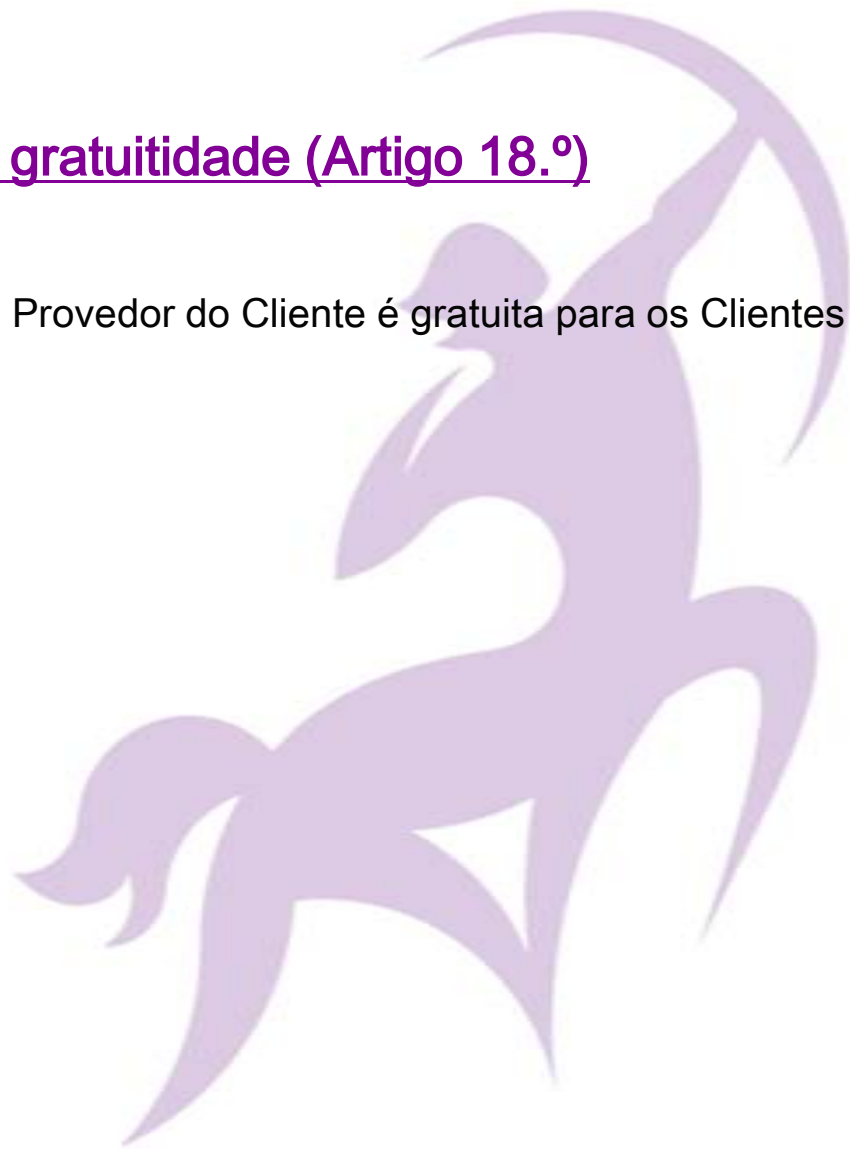 gratuitidade (Artigo 18.º)
Provedor do Cliente é gratuita para os Clientes